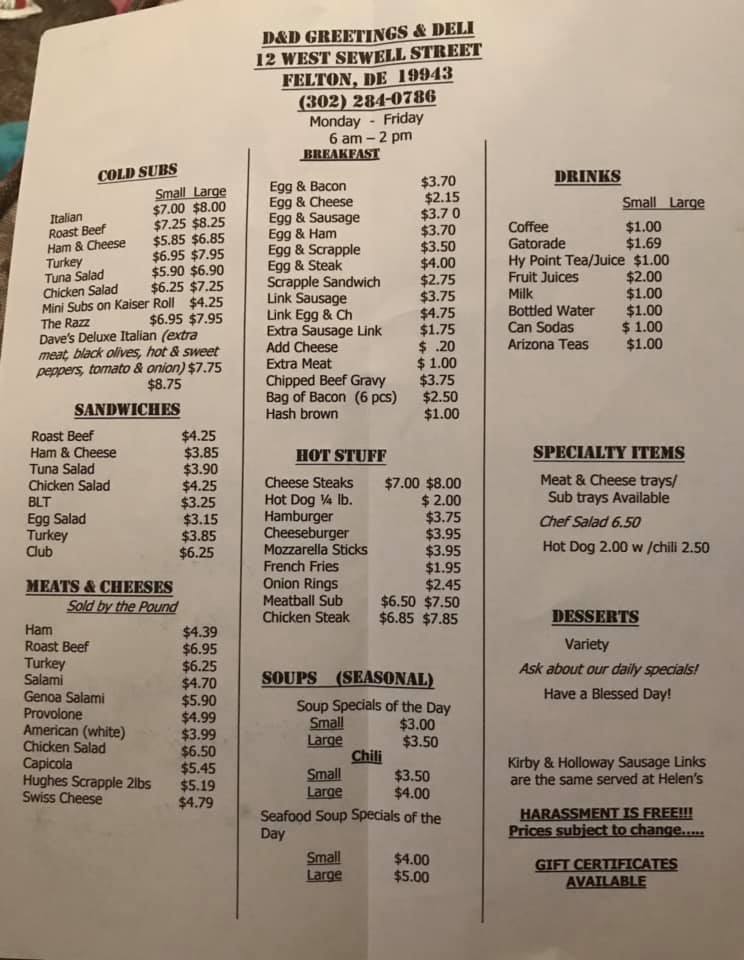 D&D GREETINGS & DELI
12 WEST SEWELL STREET
FELTON, DE 19943
(302) 284-0786
Monday - Friday
6 am – 2 pm
COLD SUBS
Small Large
Italian $7.00 $8.00
Roast Beef $7.25 $8.25
Ham & Cheese $5.85 $6.85
Turkey $6.95 $7.95
Tuna Salad $5.90 $6.90
Chicken Salad $6.25 $7.25
Mini Subs on Kaiser Roll $4.25
The Razz $6.95 $7.95
Dave's Deluxe Italian (extra
meat, black olives, hot & sweet
peppers, tomato & onion) $7.75
$8.75
SANDWICHES
Roast Beef $4.25
Ham & Cheese $3.85
Tuna Salad $3.90
Chicken Salad $4.25
BLT $3.25
Egg Salad $3.15
Turkey $3.85
Club $6.25
MEATS & CHEESES
Sold by the Pound
Ham $4.39
Roast Beef $6.95
Turkey $6.25
Salami $4.70
Genoa Salami $5.90
Provolone $4.99
American (white) $3.99
Chicken Salad $6.50
Capicola $5.45
Hughes Scrapple 2lbs $5.19
Swiss Cheese $4.79
BREAKFAST
Egg & Bacon $3.70
Egg & Cheese $2.15
Egg & Sausage $3.7 0
Egg & Ham $3.70
Egg & Scrapple $3.50
Egg & Steak $4.00
Scrapple Sandwich $2.75
Link Sausage $3.75
Link Egg & Ch $4.75
Extra Sausage Link $1.75
Add Cheese $ .20
Extra Meat $ 1.00
Chipped Beef Gravy $3.75
Bag of Bacon (6 pcs) $2.50
Hash brown $1.00
HOT STUFF
Cheese Steaks $7.00 $8.00
Hot Dog ¼ lb. $ 2.00
Hamburger $3.75
Cheeseburger $3.95
Mozzarella Sticks $3.95
French Fries $1.95
Onion Rings $2.45
Meatball Sub $6.50 $7.50
Chicken Steak $6.85 $7.85
SOUPS (SEASONAL)
Soup Specials of the Day
Small $3.00
Large $3.50
Chili
Small $3.50
Large $4.00
Seafood Soup Specials of the
Day
Small $4.00
Large $5.00
DRINKS
Small Large
Coffee $1.00
Gatorade $1.69
Hy Point Tea/Juice $1.00
Fruit Juices $2.00
Milk $1.00
Bottled Water $1.00
Can Sodas $ 1.00
Arizona Teas $1.00
SPECIALTY ITEMS
Meat & Cheese trays/
Sub trays Available
Chef Salad 6.50
Hot Dog 2.00 w /chili 2.50
DESSERTS
Variety
Ask about our daily specials!
Have a Blessed Day!
Kirby & Holloway Sausage Links
are the same served at Helen's
HARASSMENT IS FREE!!!
Prices subject to change.....
GIFT CERTIFICATES
AVAILABLE